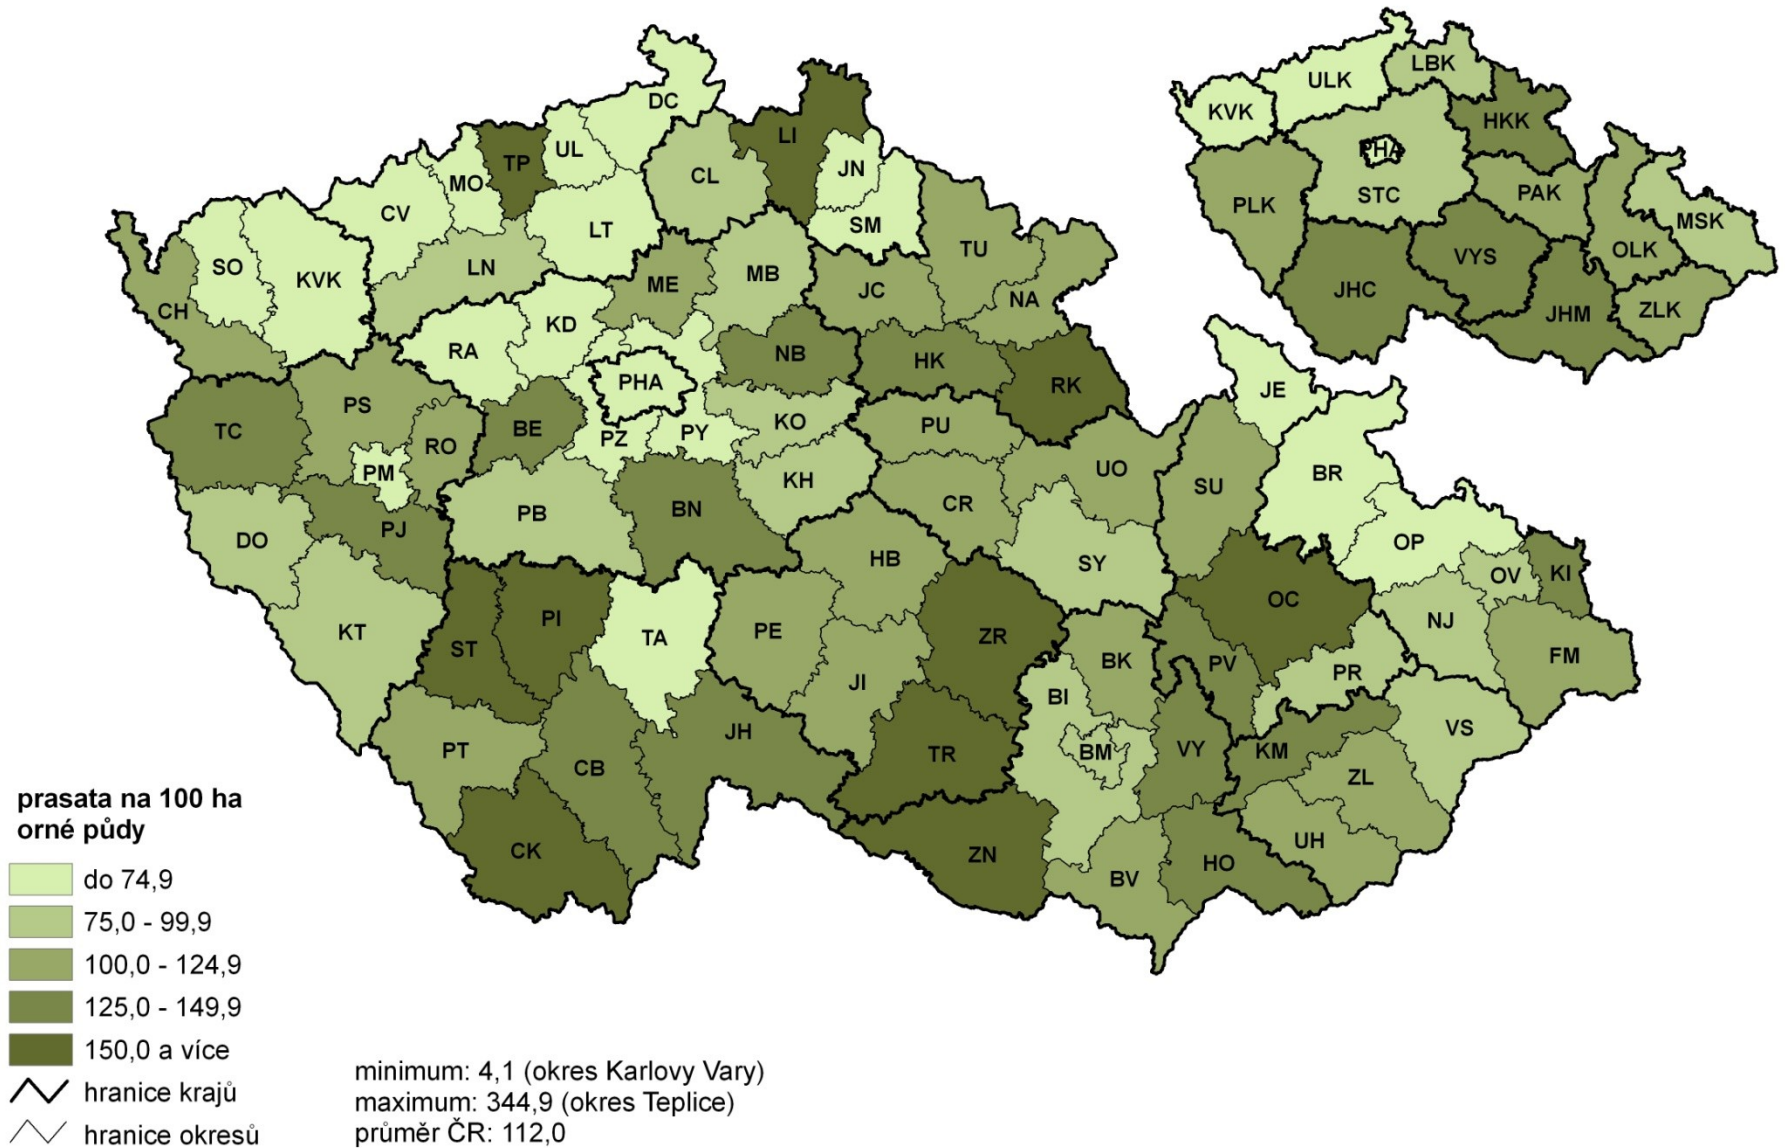 DC
LI
TP
UL
MO
CL
JN
CV
LT
SM
SO
KVK
LN
ME
MB
TU
CH
JC
NA
KD
RA
NB
HK
PHA
RK
PS
TC
BE
KO
PU
RO
PZ
PY
PM
KH
UO
CR
SU
JE
BR
PB
BN
PJ
DO
HB
SY
OP
OV
KI
OC
NJ
KT
ST
PI
TA
PE
ZR
BK
PV
PR
FM
JI
BI
VS
PT
CB
JH
TR
BM
VY
KM
ZL
CK
ZN
BV
HO
UH
LBK
ULK
KVK
HKK
PHA
STC
PAK
PLK
MSK
VYS
OLK
JHC
JHM
ZLK
prasata na 100 ha
orné půdy
do 74,9
75,0 - 99,9
100,0 - 124,9
125,0 - 149,9
150,0 a více
hranice krajů
hranice okresů
minimum: 4,1 (okres Karlovy Vary)
maximum: 344,9 (okres Teplice)
průměr ČR: 112,0